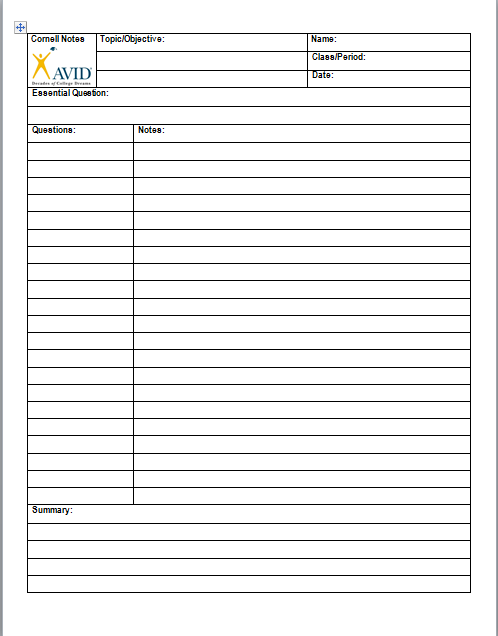 Cornell Notes
Topic/Objective:
Name:
AVID®
Decades of College Dreams
Class/Period:
Date:
Essential Question:
Questions:
Notes:
Summary: